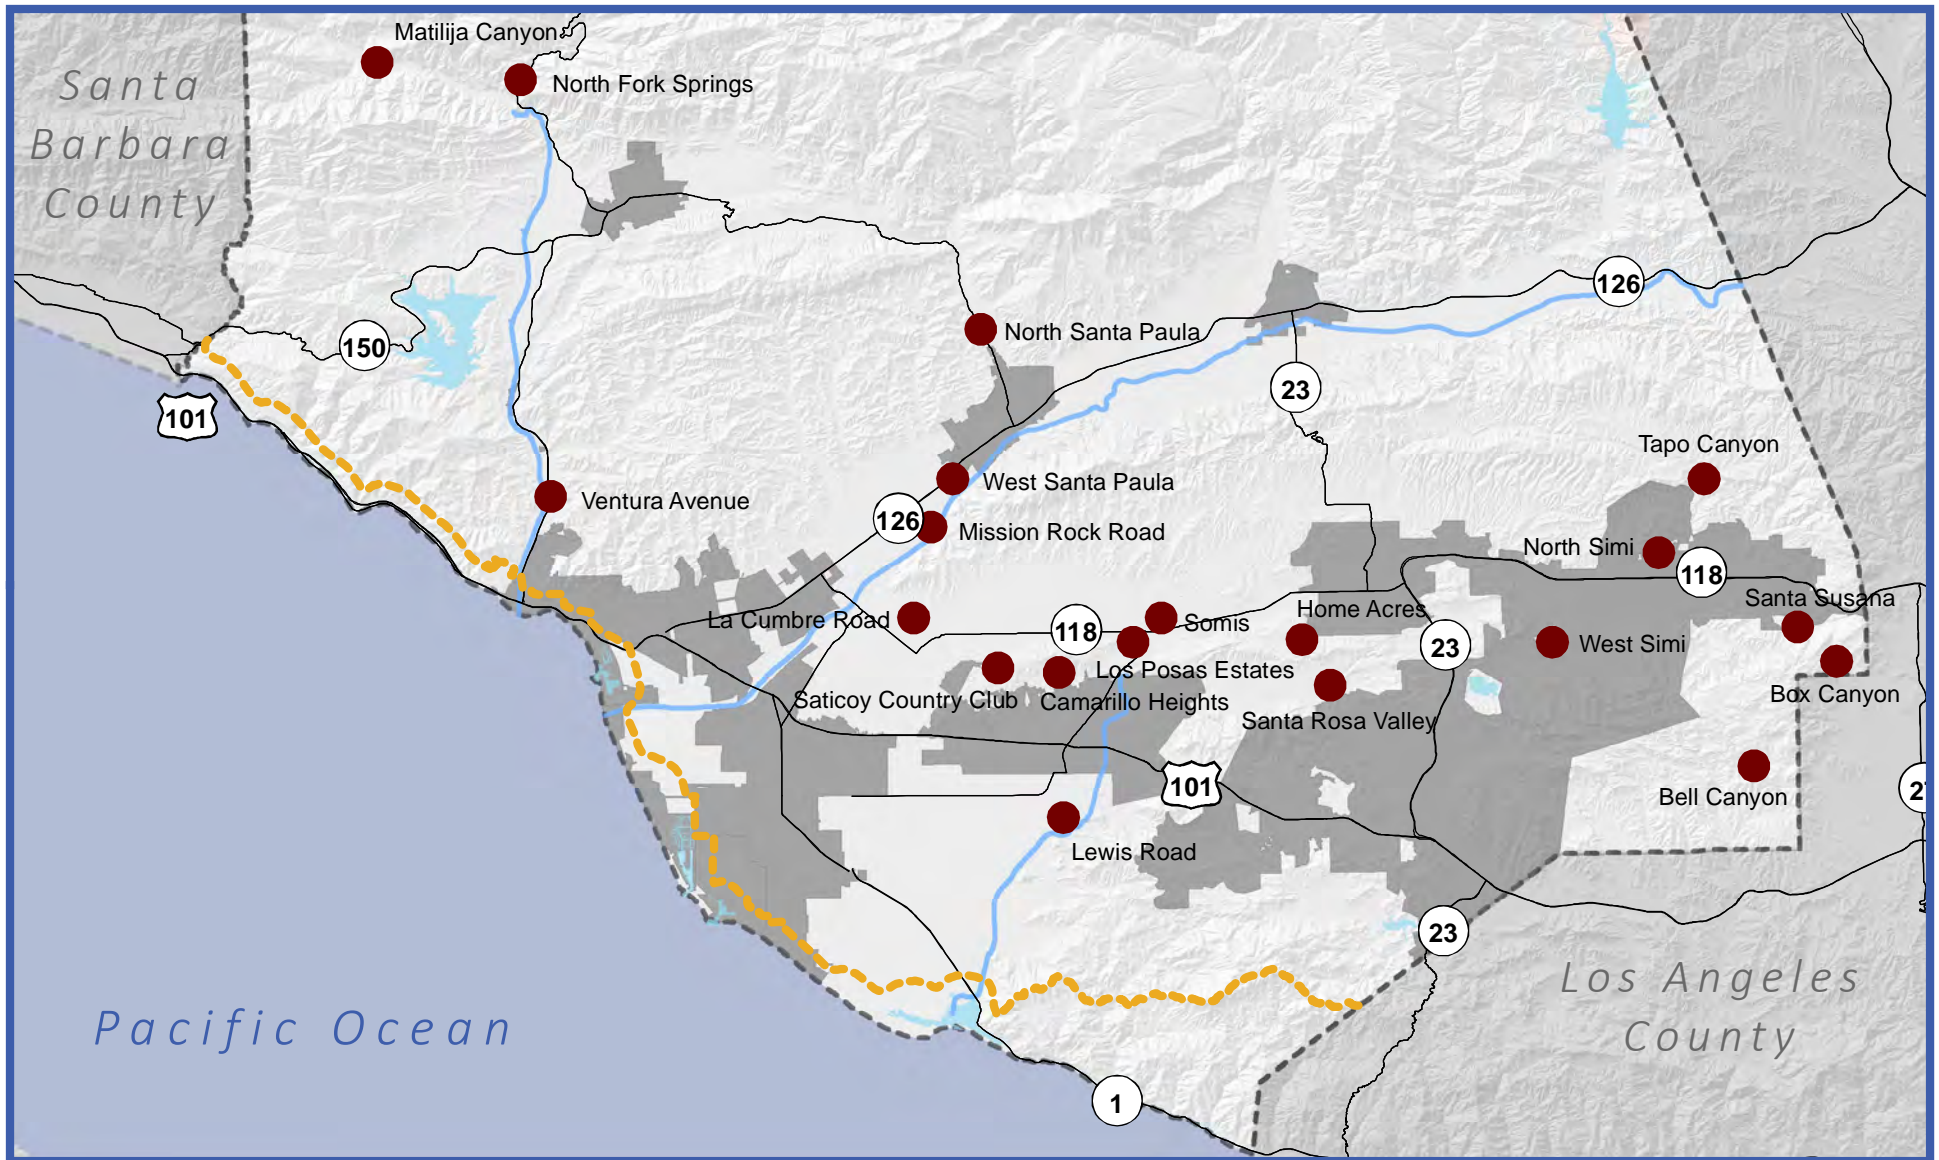 Matilija Canyon
Santa
Barbara
County
North Fork Springs
126
150
North Santa Paula
23
101
Tapo Canyon
West Santa Paula
Ventura Avenue
126
Mission Rock Road
North Simi
118
Santa Susana
Home Acres
La Cumbre Road
118
Somis
23
West Simi
Los Posas Estates
Box Canyon
Saticoy Country Club
Camarillo Heights
Santa Rosa Valley
101
Bell Canyon
Lewis Road
23
Los Angeles
County
Pacific Ocean
1